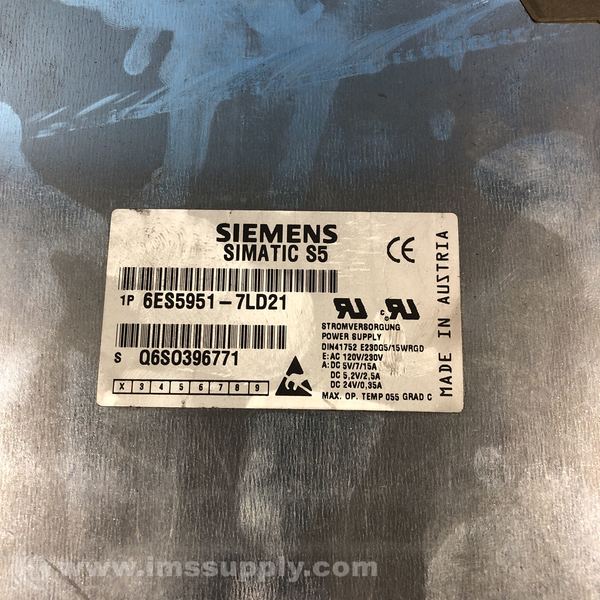 SIEMENS
SIMATIC S5
CE
1P 6ES5951-7LD21
S Q6S0396771
X 3 4 5 6 7 8 9
STROMVERSORGUNG
POWER SUPPLY
DIN41752 E230G5/15WRGD
E: AC 120V/230V
A: DC 5V/7/15A
DC 5,2V/2,5A
DC 24V/0,35A
MAX. OP. TEMP 055 GRAD C
MADE IN AUSTRIA
www.imssupply.com